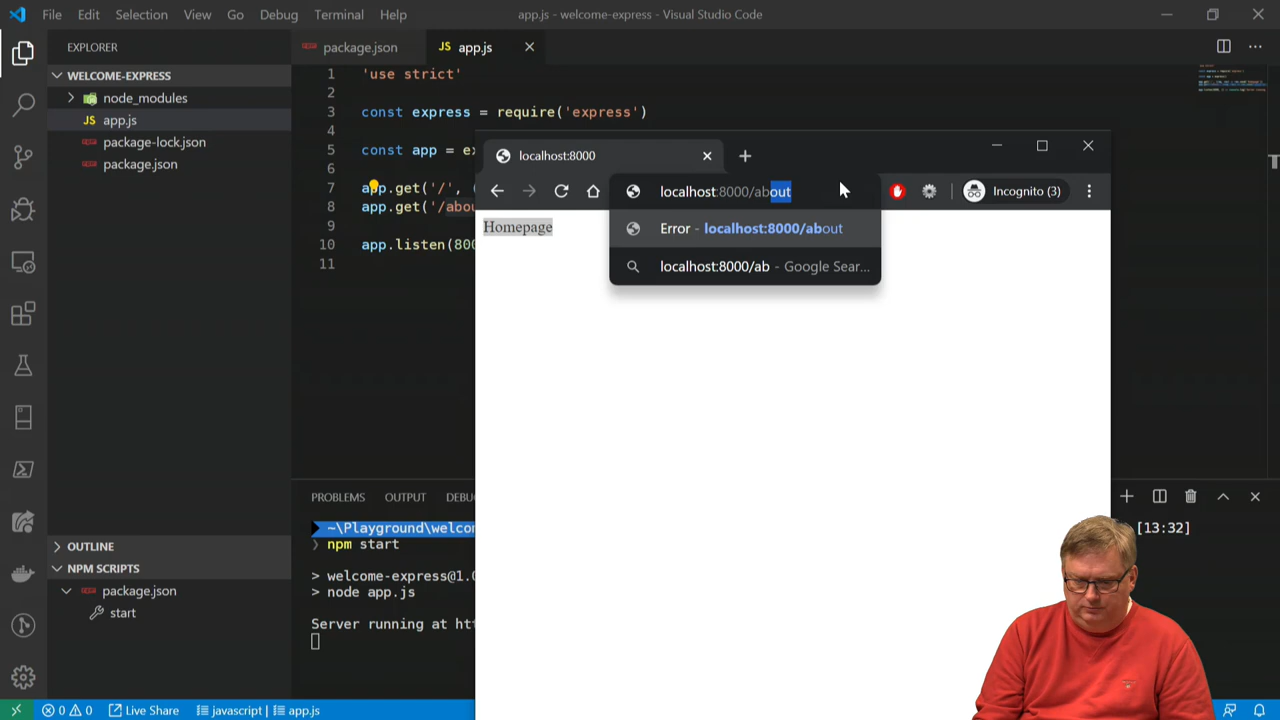 File Edit Selection View Go Debug Terminal Help
app.js - welcome-express - Visual Studio Code
EXPLORER
WELCOME-EXPRESS
node_modules
JS app.js
package-lock.json
package.json
OUTLINE
NPM SCRIPTS
package.json
start
package.json
JS app.js
1 'use strict'
2
3 const express = require('express')
4
5 const app = ex
6
7 app.get('/', (
8 app.get('/abou
9
10 app.listen(800
11
localhost:8000
localhost:8000/about
Incognito (3)
Error - localhost:8000/about
localhost:8000/ab - Google Sear...
Homepage
PROBLEMS OUTPUT DEBU
~\Playground\welcom
[13:32]
npm start
> welcome-express@1.0
> node app.js
Server running at htt
0 0 Live Share javascript | app.js